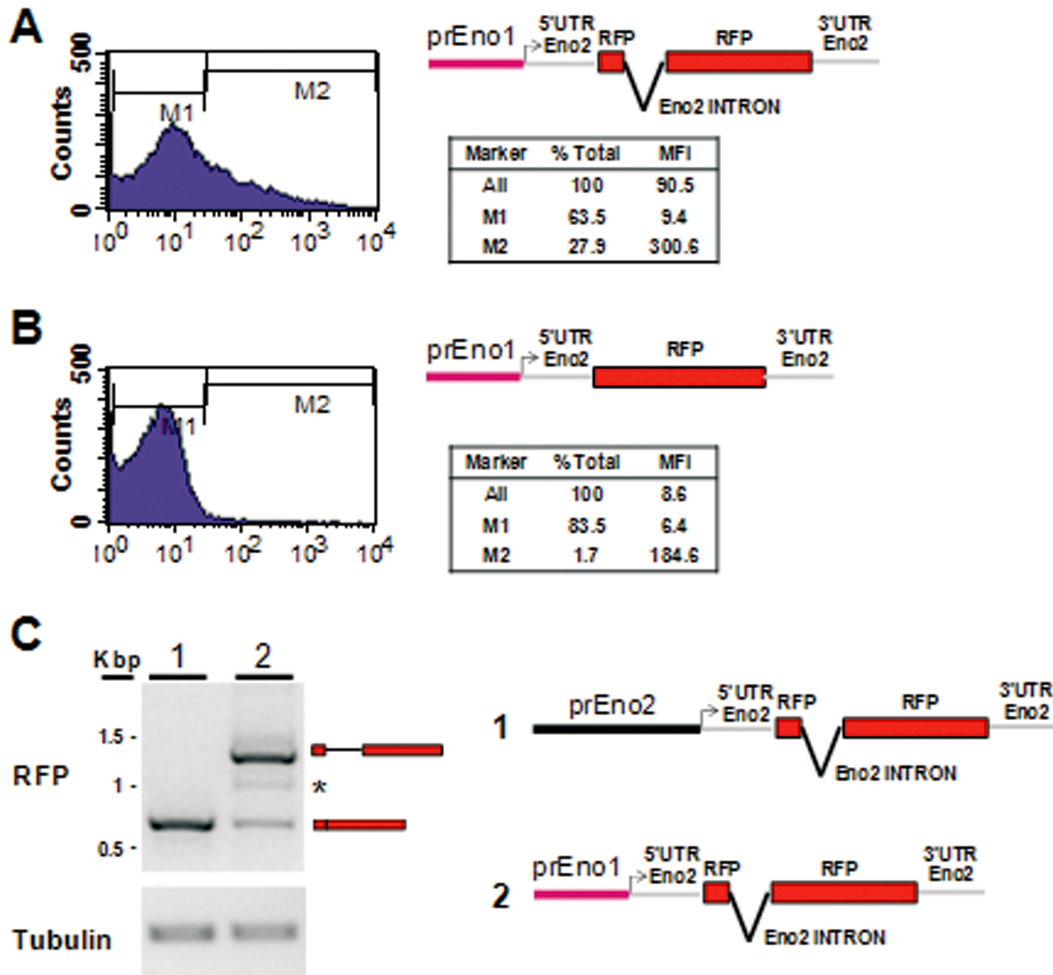 A
500
Counts
0
M1
M2
10^0 10^1 10^2 10^3 10^4
prEno1
5'UTR
Eno2
RFP
RFP
3'UTR
Eno2
Eno2 INTRON
Marker % Total MFI
All 100 90.5
M1 63.5 9.4
M2 27.9 300.6
B
500
Counts
0
M1
M2
10^0 10^1 10^2 10^3 10^4
prEno1
5'UTR
Eno2
RFP
3'UTR
Eno2
Marker % Total MFI
All 100 8.6
M1 83.5 6.4
M2 1.7 184.6
C
Kbp 1 2
1.5 -
RFP
1 - *
0.5 -
Tubulin
1
prEno2
5'UTR
Eno2
RFP
RFP
3'UTR
Eno2
Eno2 INTRON
2
prEno1
5'UTR
Eno2
RFP
RFP
3'UTR
Eno2
Eno2 INTRON